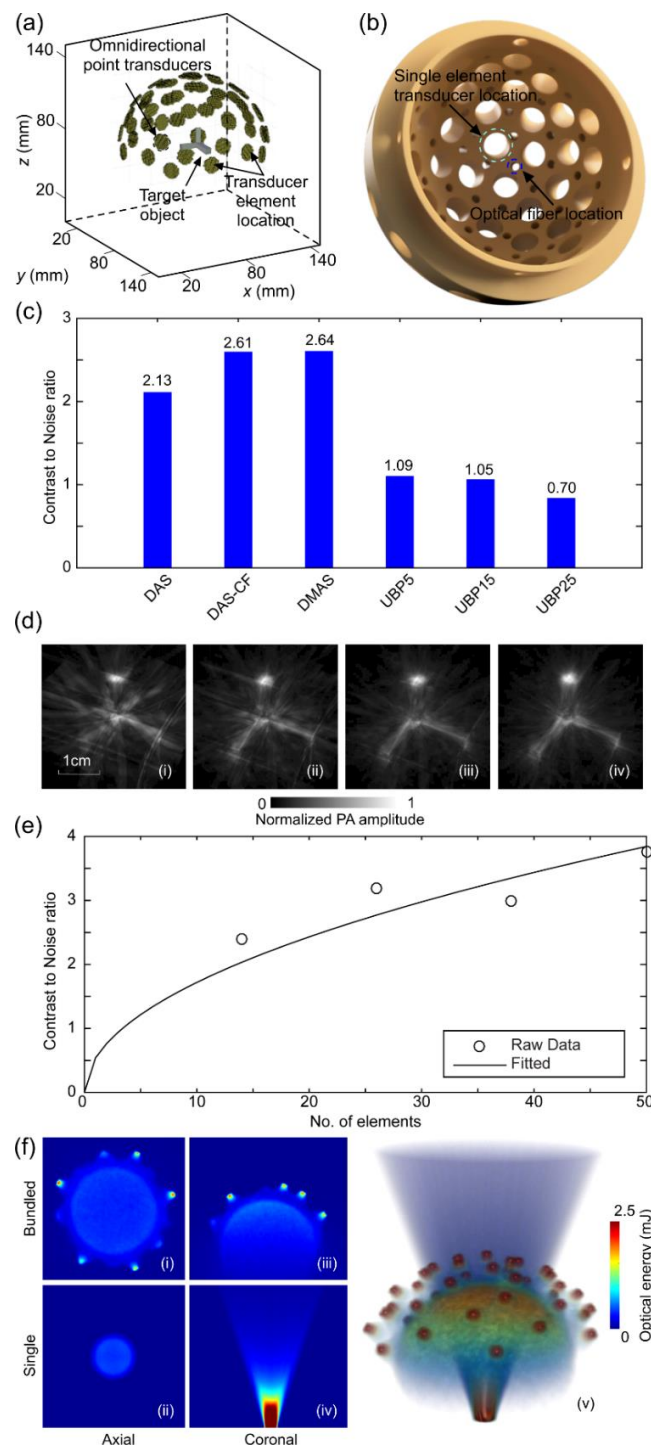 (a)
140
Omnidirectional
point transducers
z (mm)
80
20
Target
object
Transducer
element
location
20
80
140
y (mm)
20
80
140
x (mm)
(b)
Single element
transducer location
Optical fiber location
(c)
Contrast to Noise ratio
3
2
1
0
2.13
2.61
2.64
1.09
1.05
0.70
DAS
DAS-CF
DMAS
UBP5
UBP15
UBP25
(d)
1cm
(i)
(ii)
(iii)
(iv)
0
1
Normalized PA amplitude
(e)
Contrast to Noise ratio
4
3
2
1
0
0
10
20
30
40
50
No. of elements
Raw Data
Fitted
(f)
Bundled
(i)
(iii)
Single
(ii)
(iv)
Axial
Coronal
2.5
Optical energy (mJ)
0
(v)